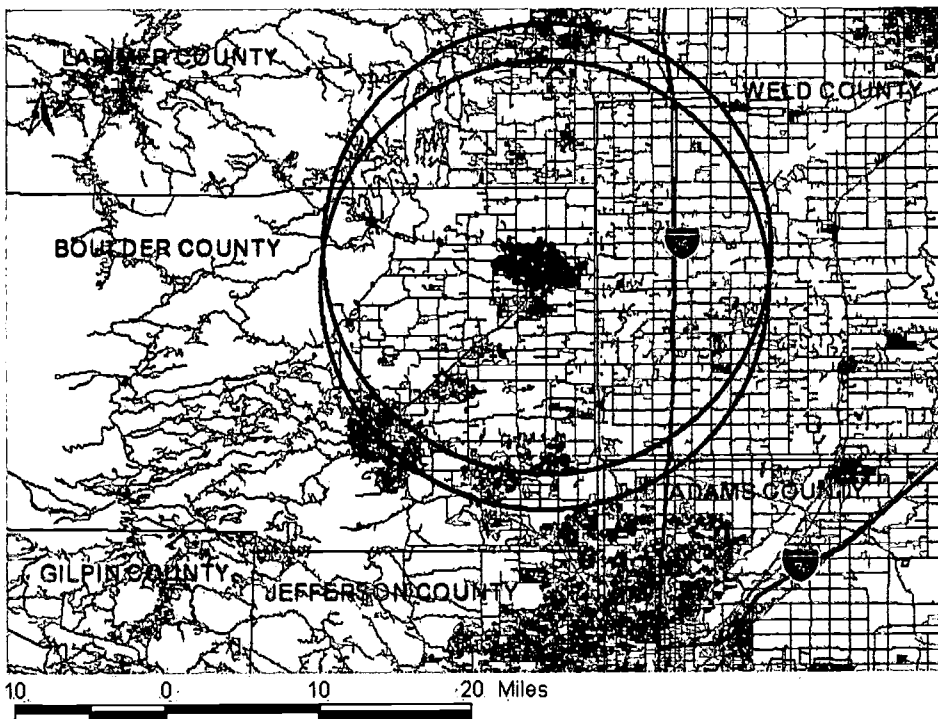 LARIMER COUNTY
WELD COUNTY
BOULDER COUNTY
ADAMS COUNTY
GILPIN COUNTY
JEFFERSON COUNTY
10 0 10 20 Miles